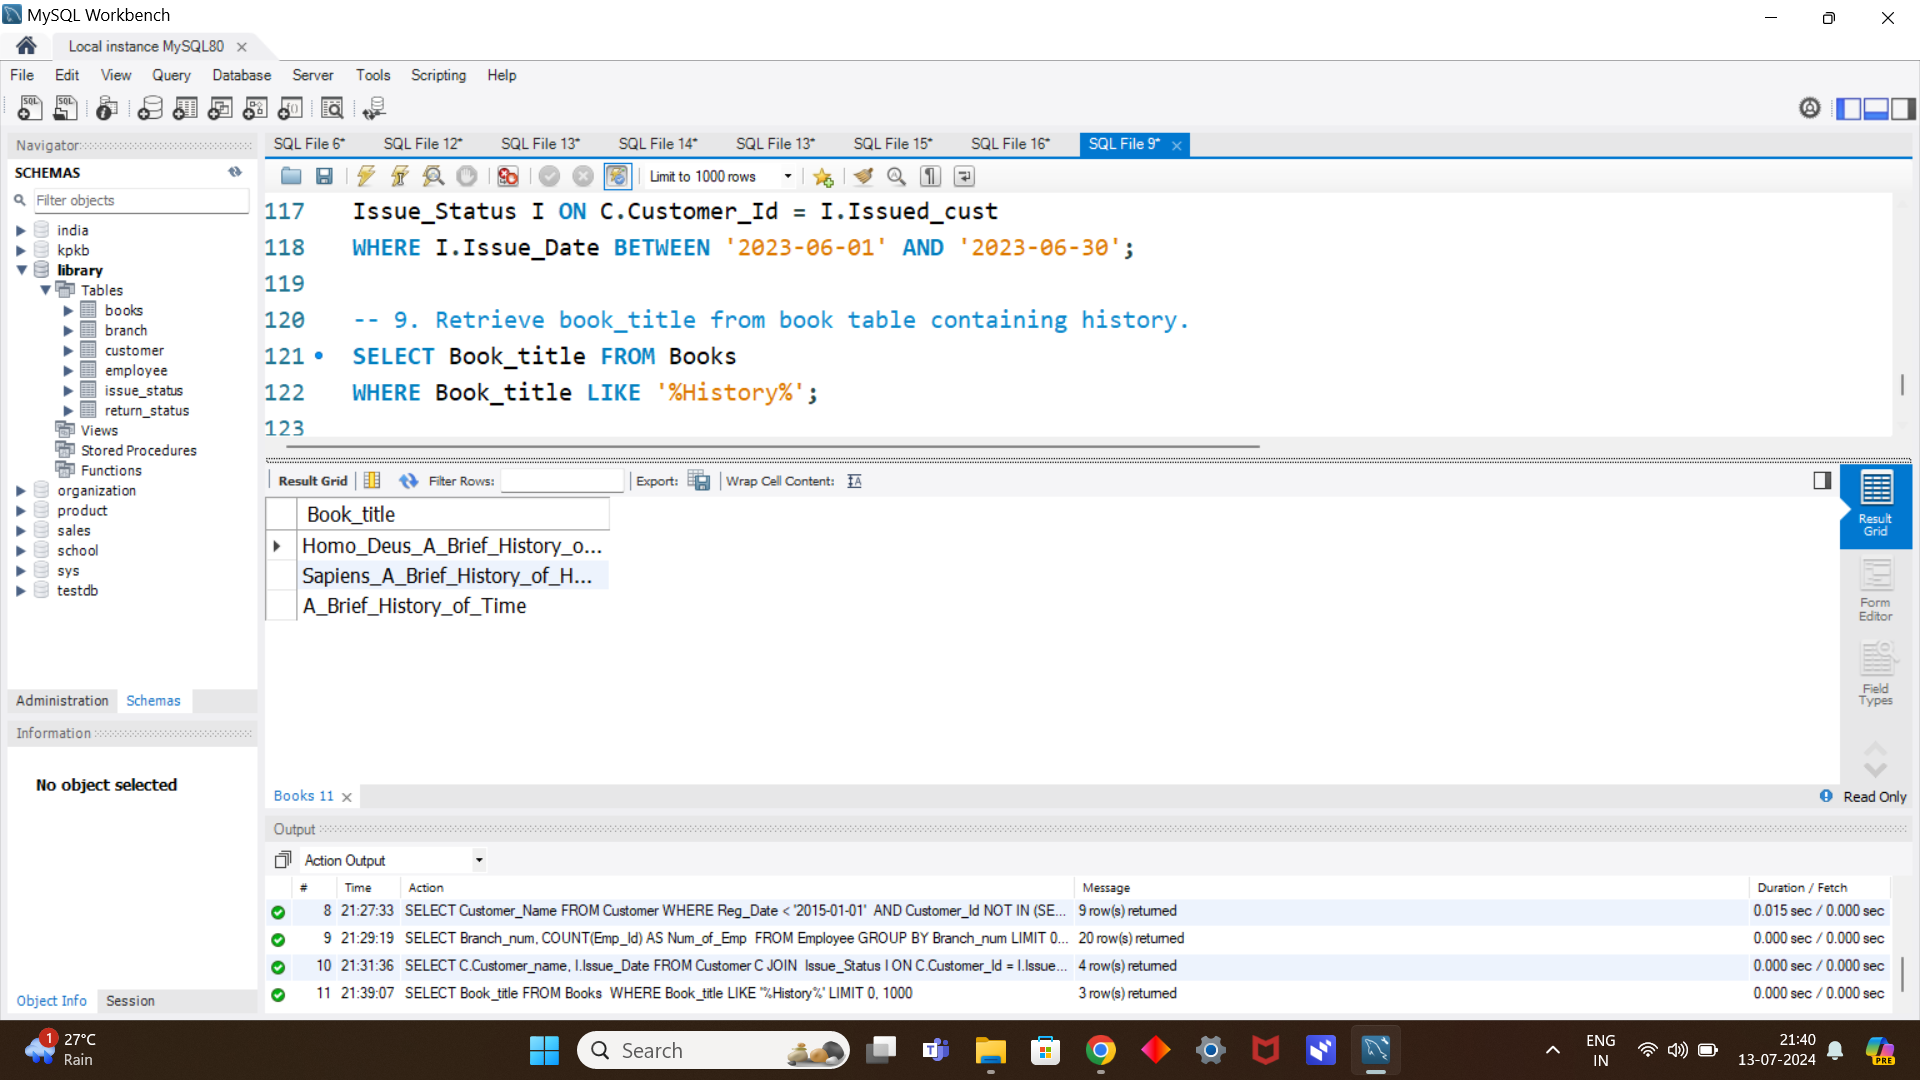 MySQL Workbench
Local instance MySQL80
File Edit View Query Database Server Tools Scripting Help
Navigator
SCHEMAS
Filter objects
india
kpkb
library
Tables
books
branch
customer
employee
issue_status
return_status
Views
Stored Procedures
Functions
organization
product
sales
school
sys
testdb
Administration Schemas
Information
No object selected
Object Info Session
SQL File 6* SQL File 12* SQL File 13* SQL File 14* SQL File 13* SQL File 15* SQL File 16* SQL File 9*
Limit to 1000 rows
117 Issue_Status I ON C.Customer_Id = I.Issued_cust
118 WHERE I.Issue_Date BETWEEN '2023-06-01' AND '2023-06-30';
119
120 -- 9. Retrieve book_title from book table containing history.
121 SELECT Book_title FROM Books
122 WHERE Book_title LIKE '%History%';
123
Result Grid Filter Rows: Export: Wrap Cell Content:
Book_title
Homo_Deus_A_Brief_History_o...
Sapiens_A_Brief_History_of_H...
A_Brief_History_of_Time
Result
Grid
Form
Editor
Field
Types
Books 11
Read Only
Output
Action Output
# Time Action Message Duration / Fetch
8 21:27:33 SELECT Customer_Name FROM Customer WHERE Reg_Date < '2015-01-01' AND Customer_Id NOT IN (SE... 9 row(s) returned 0.015 sec / 0.000 sec
9 21:29:19 SELECT Branch_num, COUNT(Emp_Id) AS Num_of_Emp FROM Employee GROUP BY Branch_num LIMIT 0... 20 row(s) returned 0.000 sec / 0.000 sec
10 21:31:36 SELECT C.Customer_name, I.Issue_Date FROM Customer C JOIN Issue_Status I ON C.Customer_Id = I.Issue... 4 row(s) returned 0.000 sec / 0.000 sec
11 21:39:07 SELECT Book_title FROM Books WHERE Book_title LIKE '%History%' LIMIT 0, 1000 3 row(s) returned 0.000 sec / 0.000 sec
1
27°C
Rain
Search
ENG
IN
21:40
13-07-2024
PRE